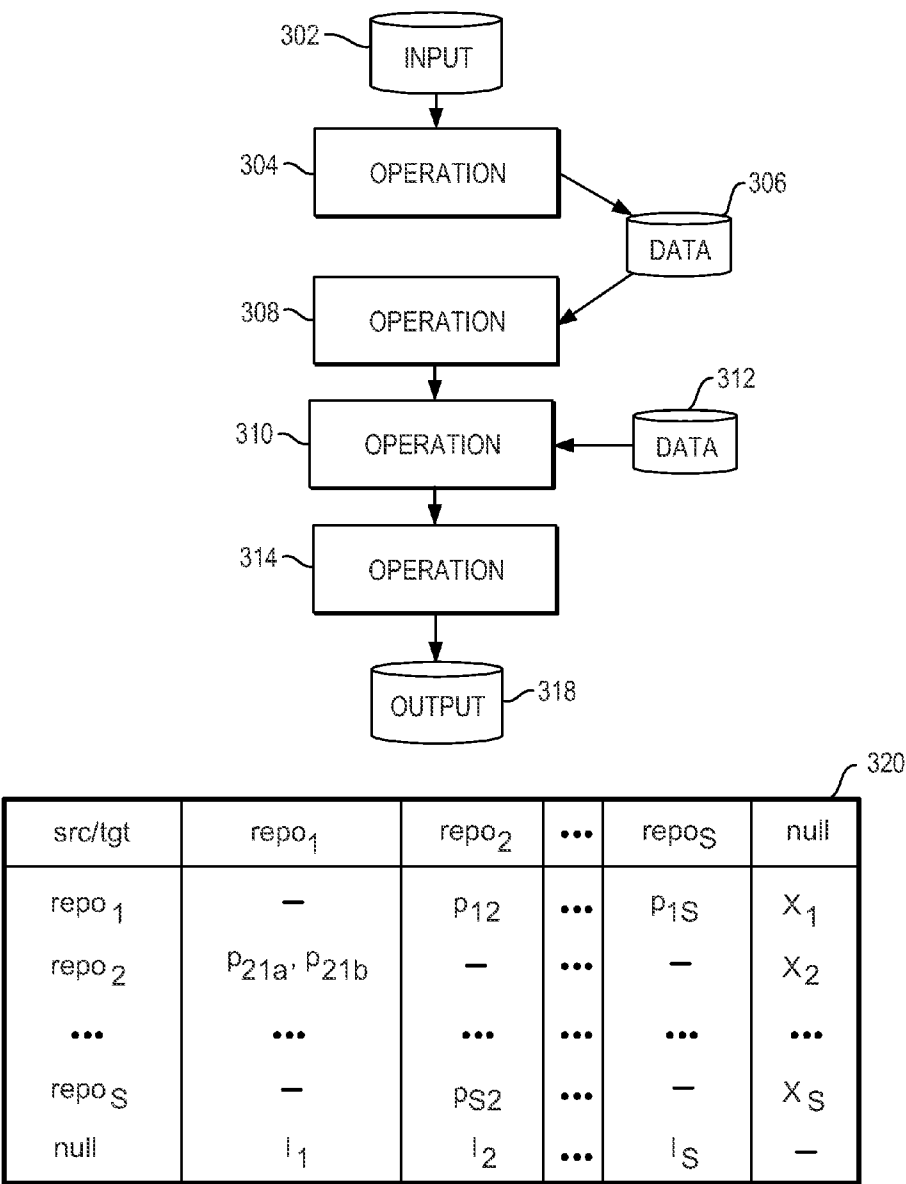 302
INPUT
304
OPERATION
306
DATA
308
OPERATION
312
310
OPERATION
DATA
314
OPERATION
OUTPUT
318
320
src/tgt repo1 repo2 ••• repoS null
repo1 – p12 ••• p1S X1
repo2 p21a, p21b – ••• – X2
••• ••• ••• ••• ••• •••
repoS – pS2 ••• – XS
null I1 I2 ••• IS –